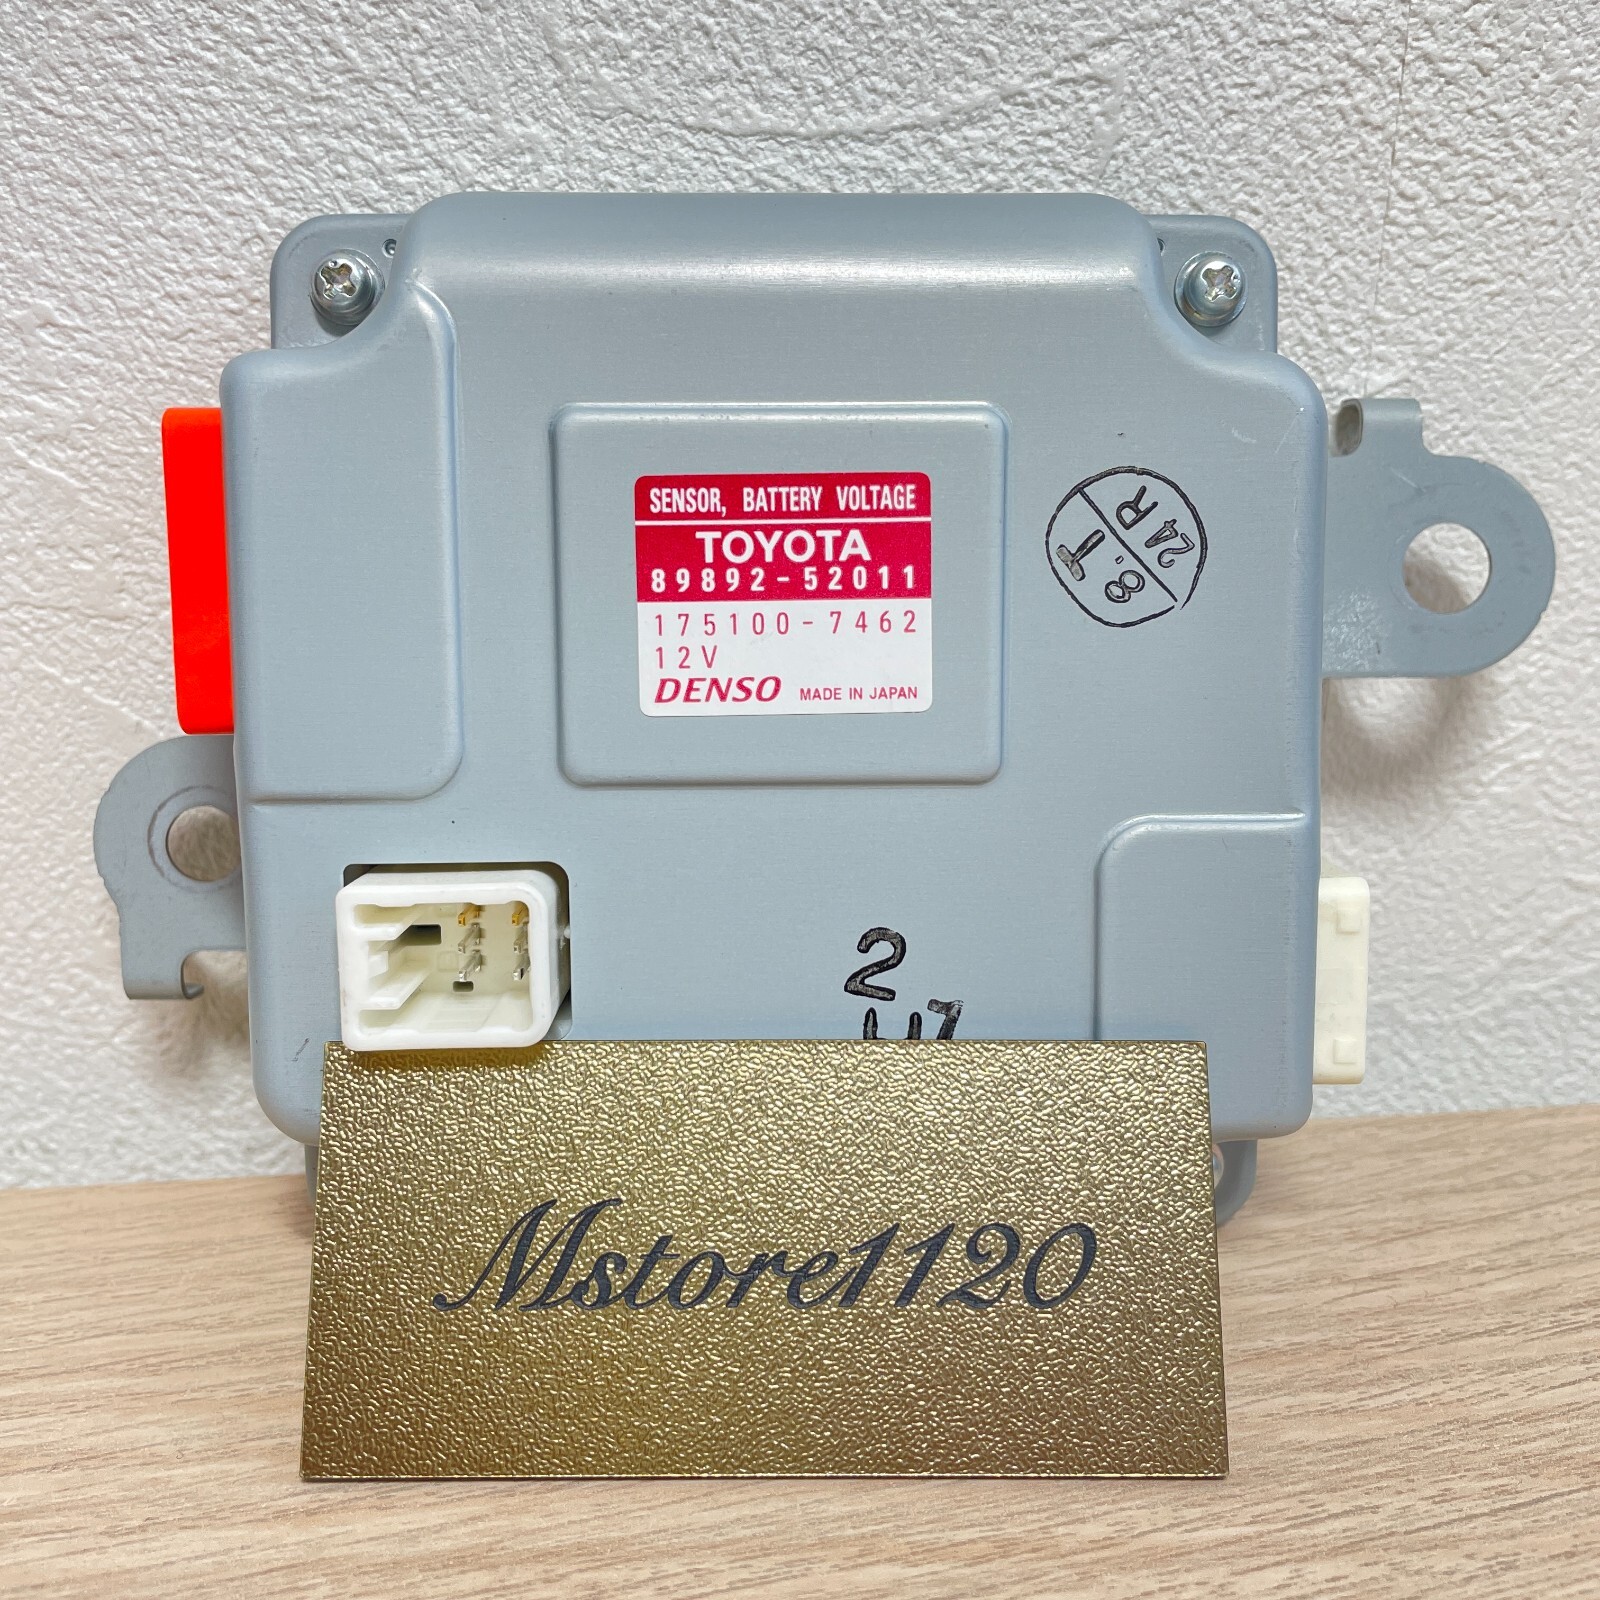 SENSOR, BATTERY VOLTAGE
TOYOTA
89892-52011
175100-7462
12V
DENSO MADE IN JAPAN
8.T
24R
2
Mstore1120